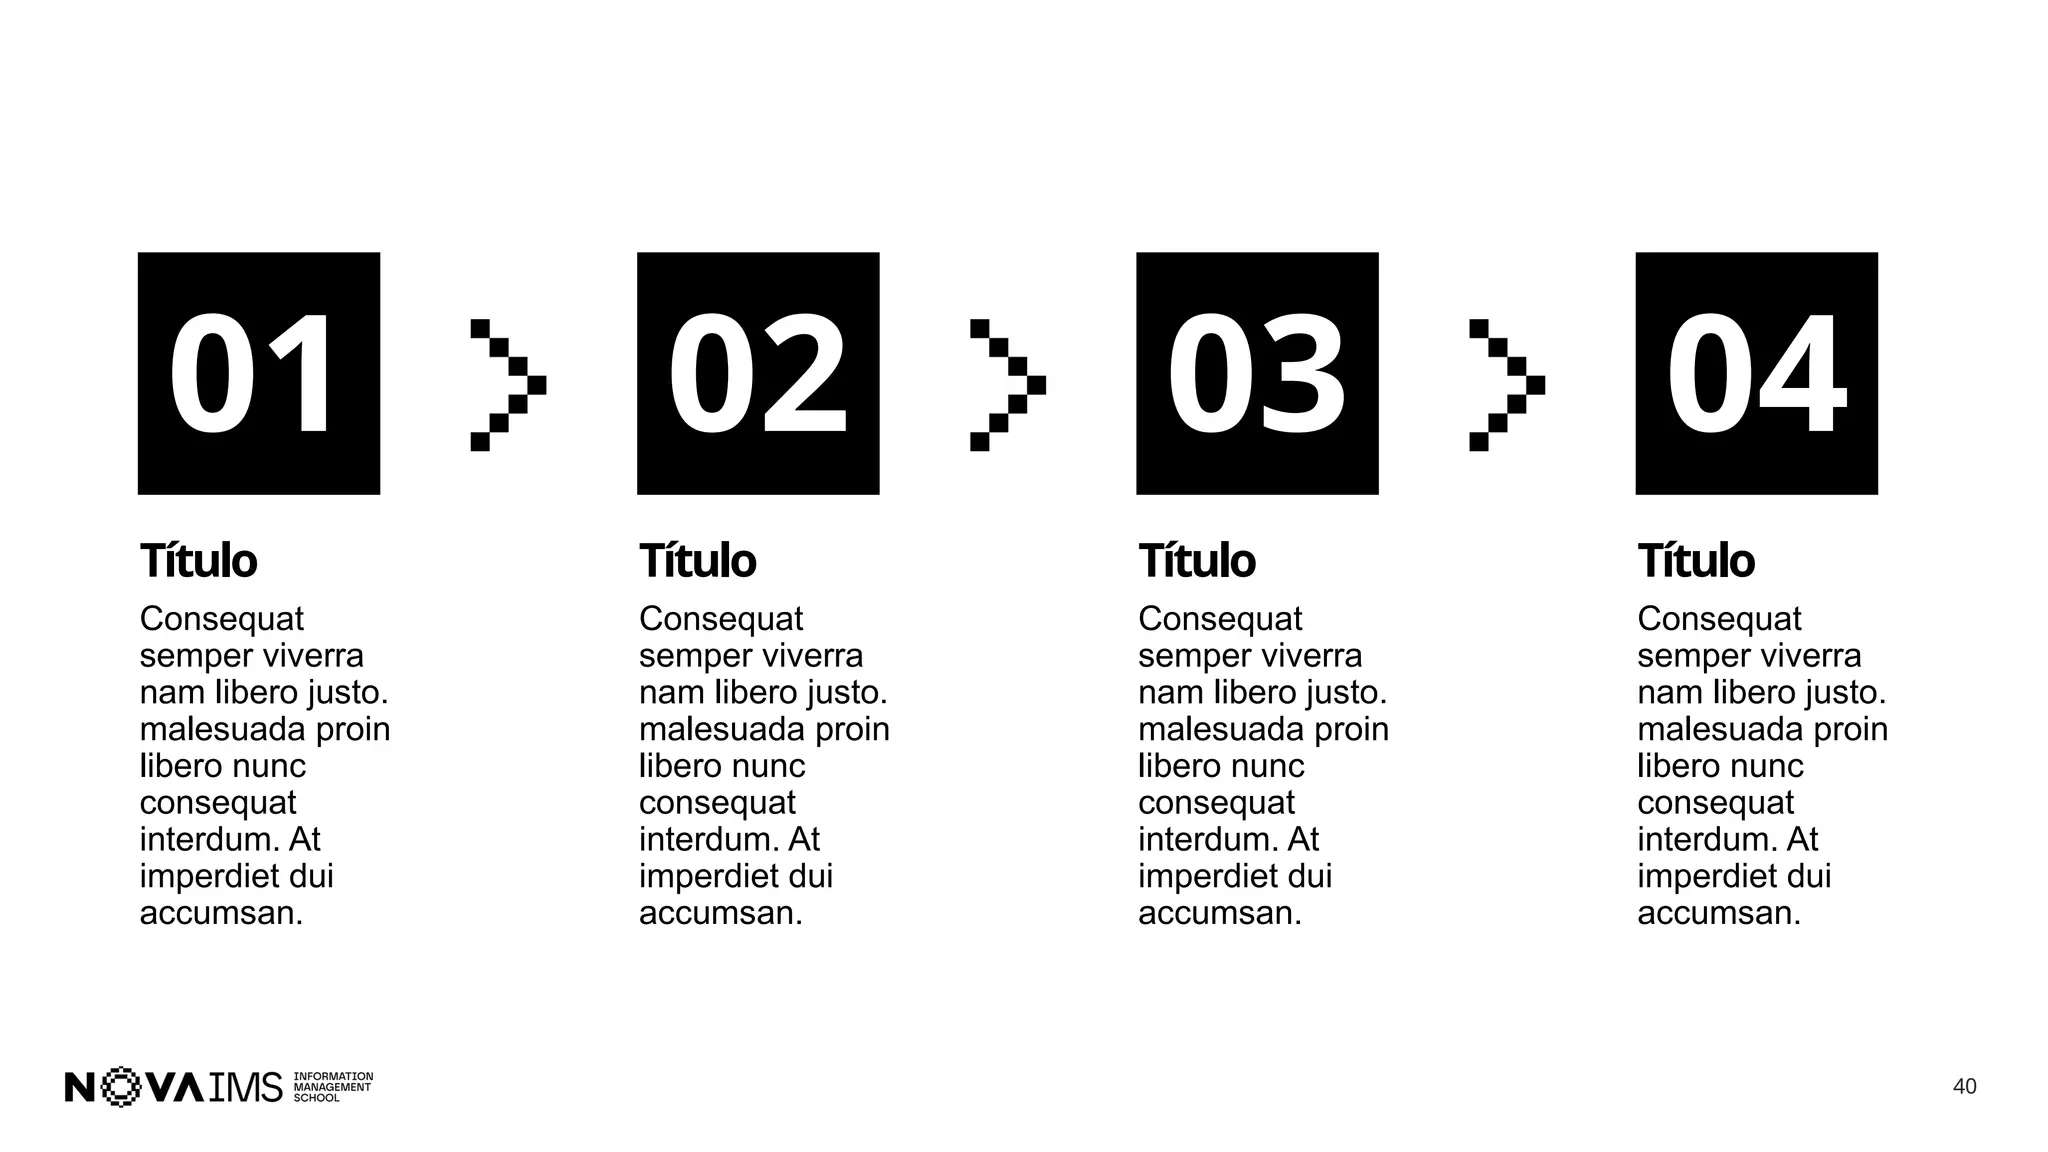 01
02
03
04
Título
Consequat
semper viverra
nam libero justo.
malesuada proin
libero nunc
consequat
interdum. At
imperdiet dui
accumsan.
Título
Consequat
semper viverra
nam libero justo.
malesuada proin
libero nunc
consequat
interdum. At
imperdiet dui
accumsan.
Título
Consequat
semper viverra
nam libero justo.
malesuada proin
libero nunc
consequat
interdum. At
imperdiet dui
accumsan.
Título
Consequat
semper viverra
nam libero justo.
malesuada proin
libero nunc
consequat
interdum. At
imperdiet dui
accumsan.
NOVAIMS
INFORMATION
MANAGEMENT
SCHOOL
40